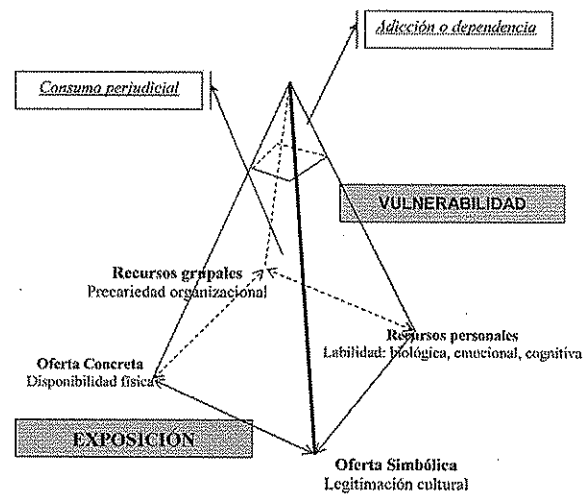 Adicción o dependencia
Consumo perjudicial
VULNERABILIDAD
Recursos grupales
Precariedad organizacional
Recursos personales
Labilidad: biológica, emocional, cognitiva
Oferta Concreta
Disponibilidad física
EXPOSICIÓN
Oferta Simbólica
Legitimación cultural